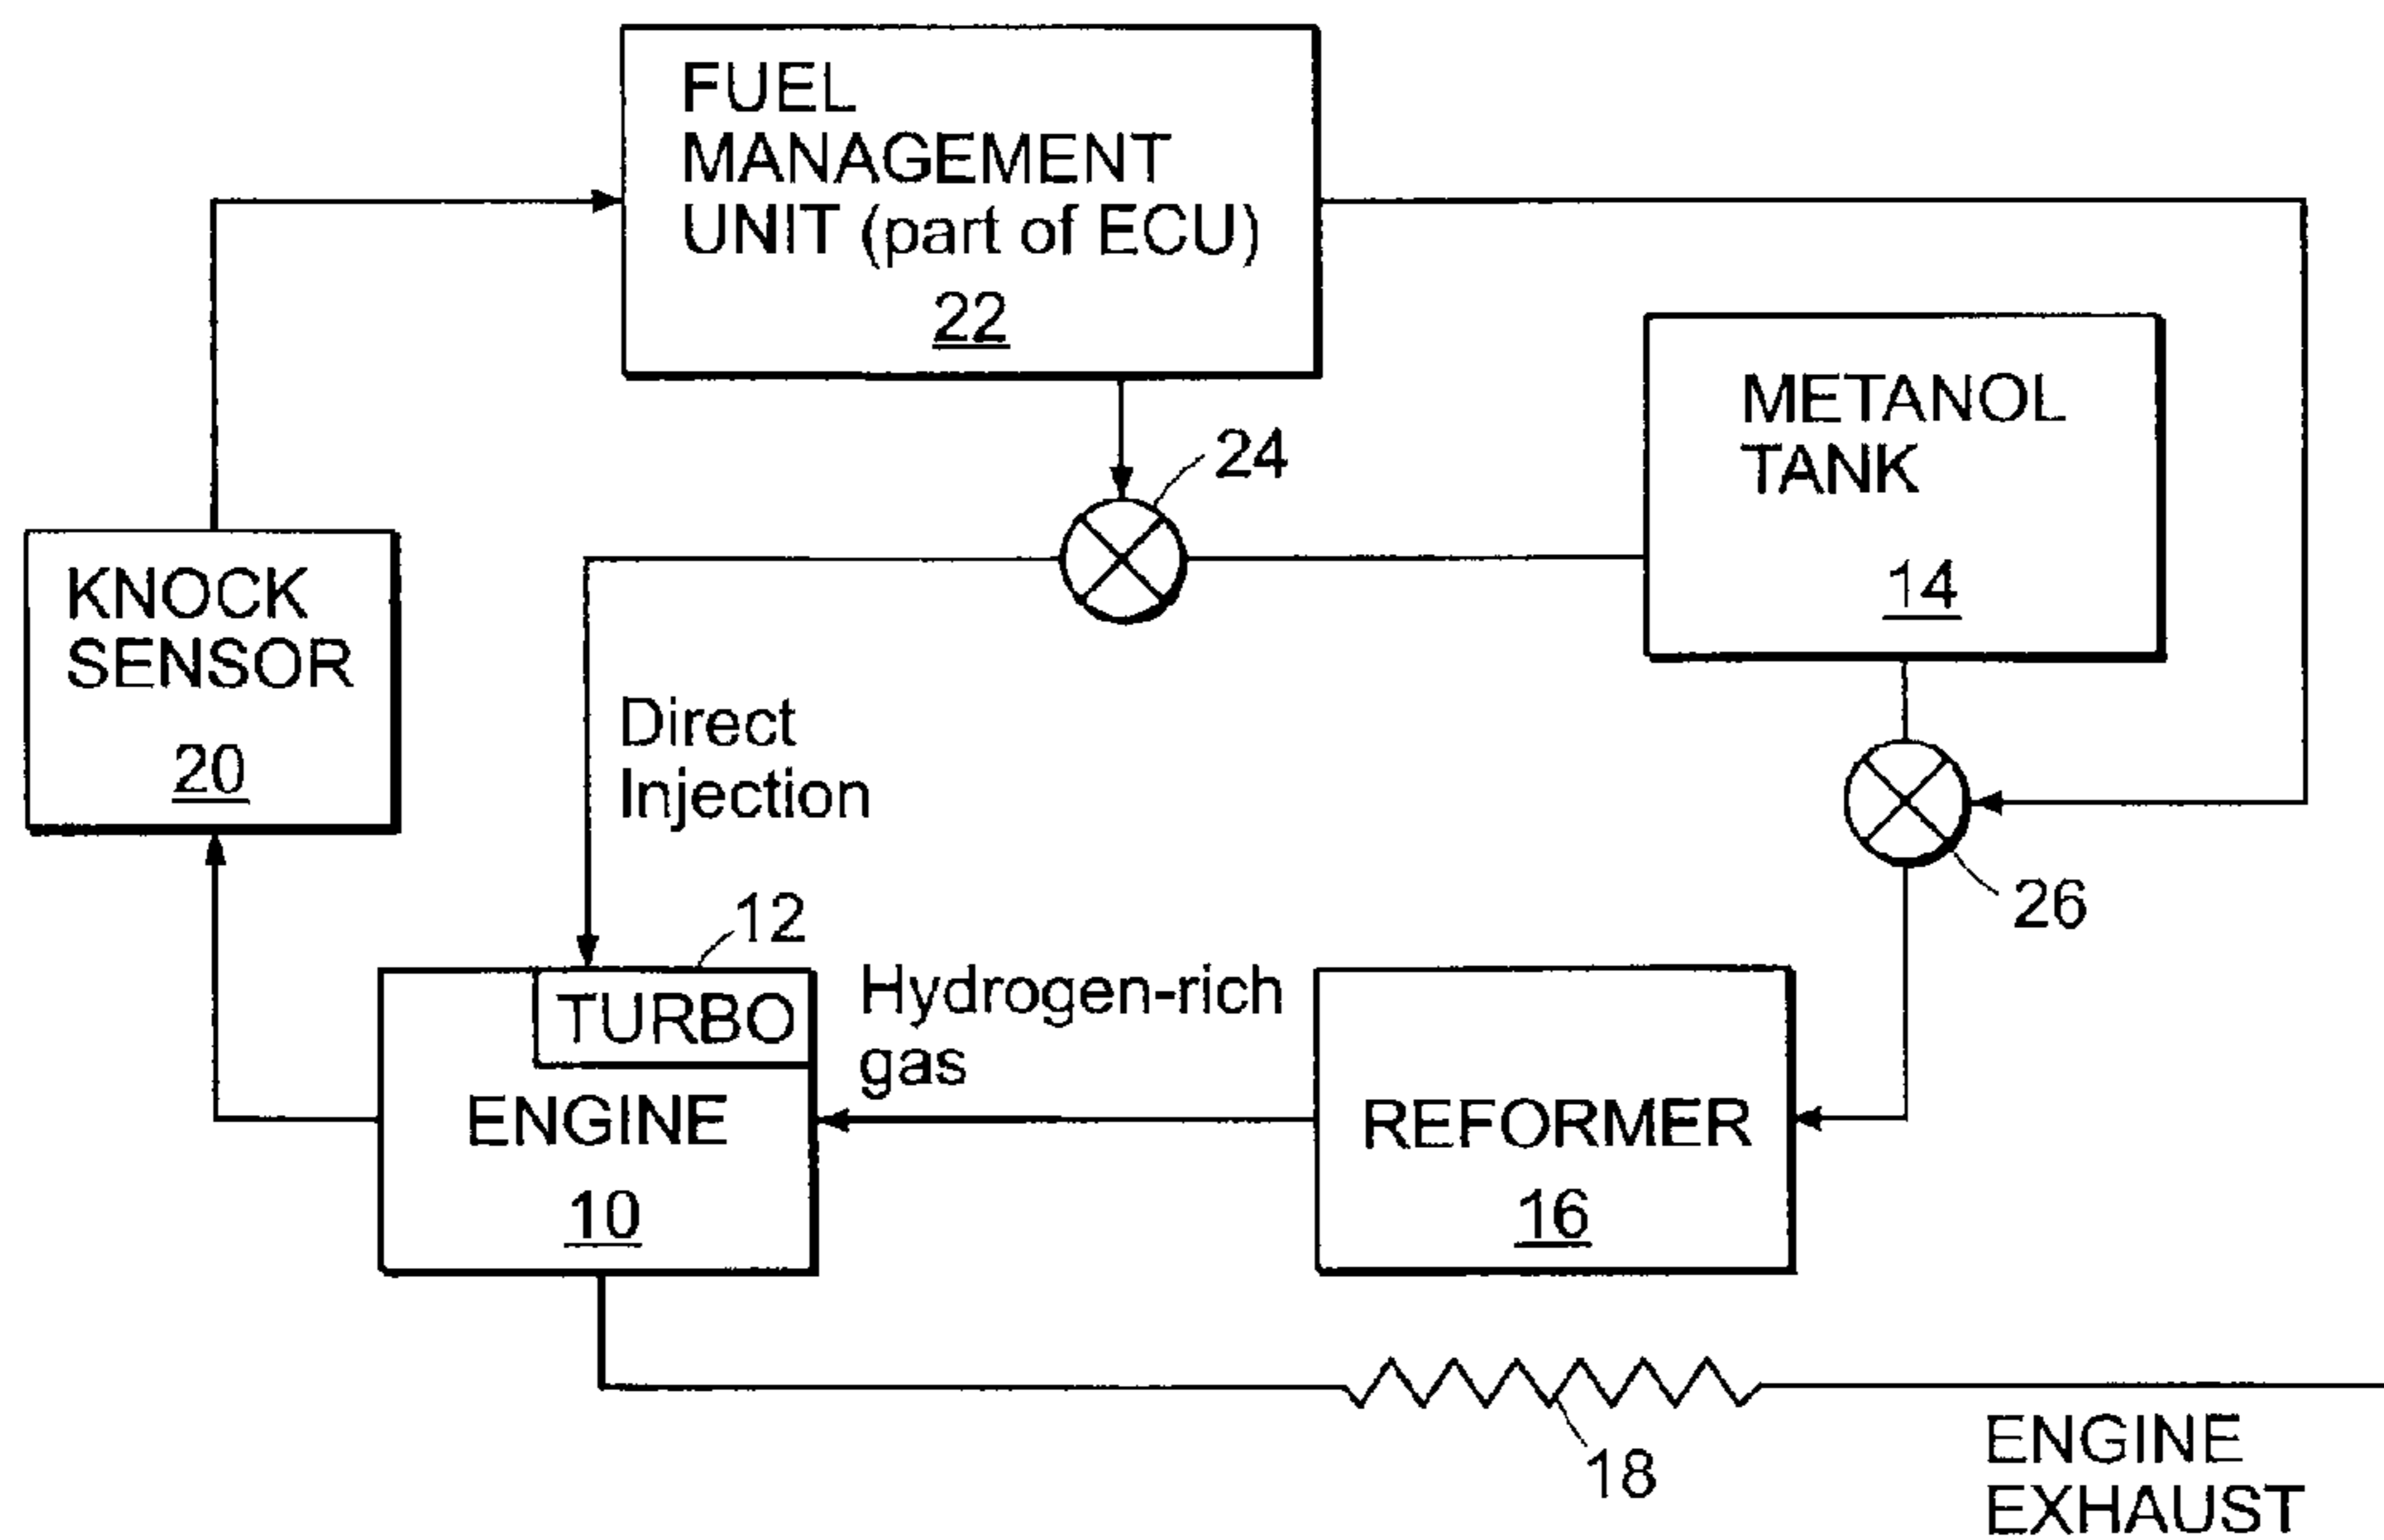 FUEL
MANAGEMENT
UNIT (part of ECU)
22
METANOL
TANK
14
24
KNOCK
SENSOR
20
Direct
Injection
26
12
TURBO
ENGINE
10
Hydrogen-rich
gas
REFORMER
16
18
ENGINE
EXHAUST